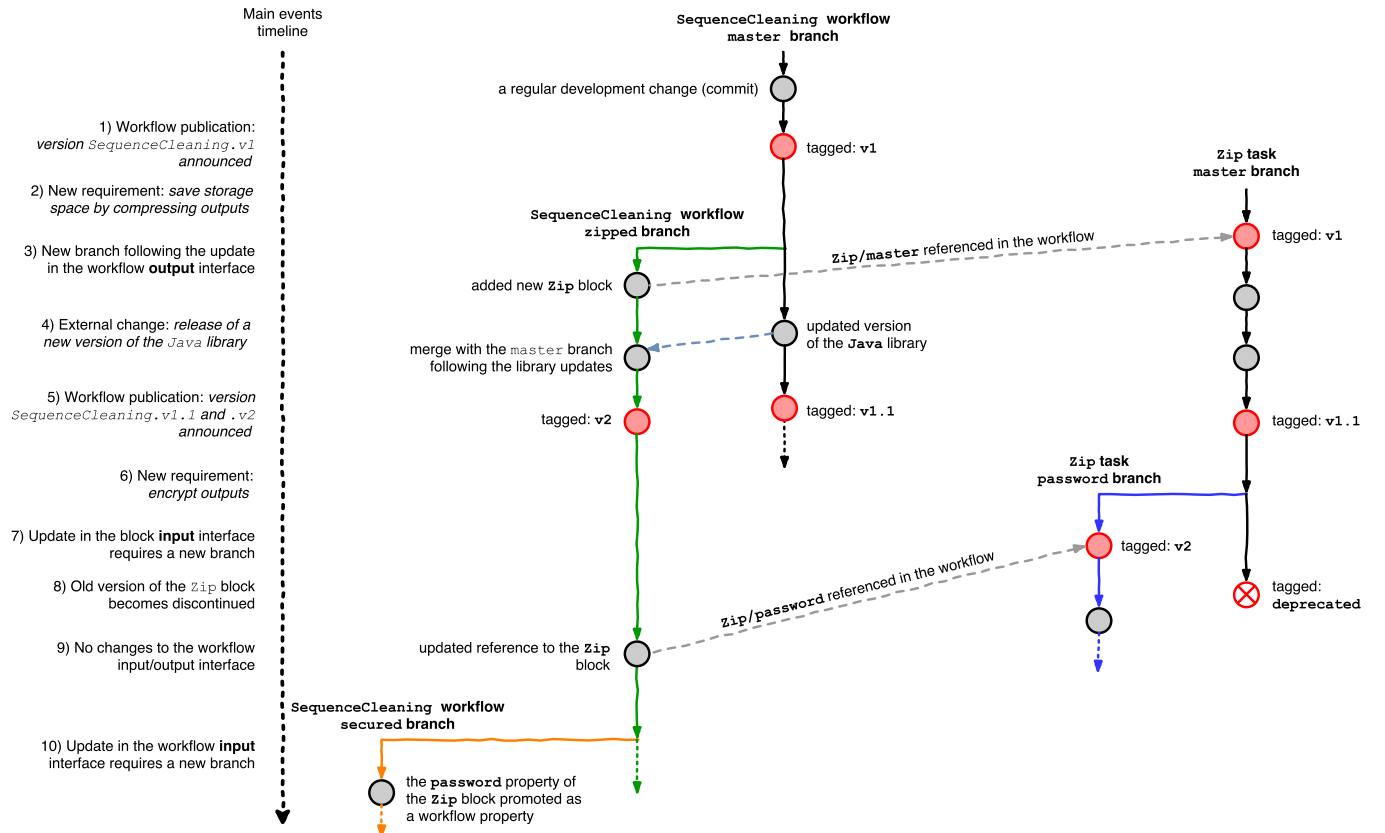 Main events
timeline
SequenceCleaning workflow
master branch
a regular development change (commit)
1) Workflow publication:
version SequenceCleaning.v1
announced
tagged: v1
Zip task
master branch
2) New requirement: save storage
space by compressing outputs
SequenceCleaning workflow
zipped branch
3) New branch following the update
in the workflow output interface
Zip/master referenced in the workflow
tagged: v1
added new Zip block
4) External change: release of a
new version of the Java library
updated version
of the Java library
merge with the master branch
following the library updates
5) Workflow publication: version
SequenceCleaning.v1.1 and .v2
announced
tagged: v2
tagged: v1.1
tagged: v1.1
6) New requirement:
encrypt outputs
Zip task
password branch
7) Update in the block input interface
requires a new branch
tagged: v2
8) Old version of the Zip block
becomes discontinued
Zip/password referenced in the workflow
tagged:
deprecated
9) No changes to the workflow
input/output interface
updated reference to the Zip
block
SequenceCleaning workflow
secured branch
10) Update in the workflow input
interface requires a new branch
the password property of
the Zip block promoted as
a workflow property